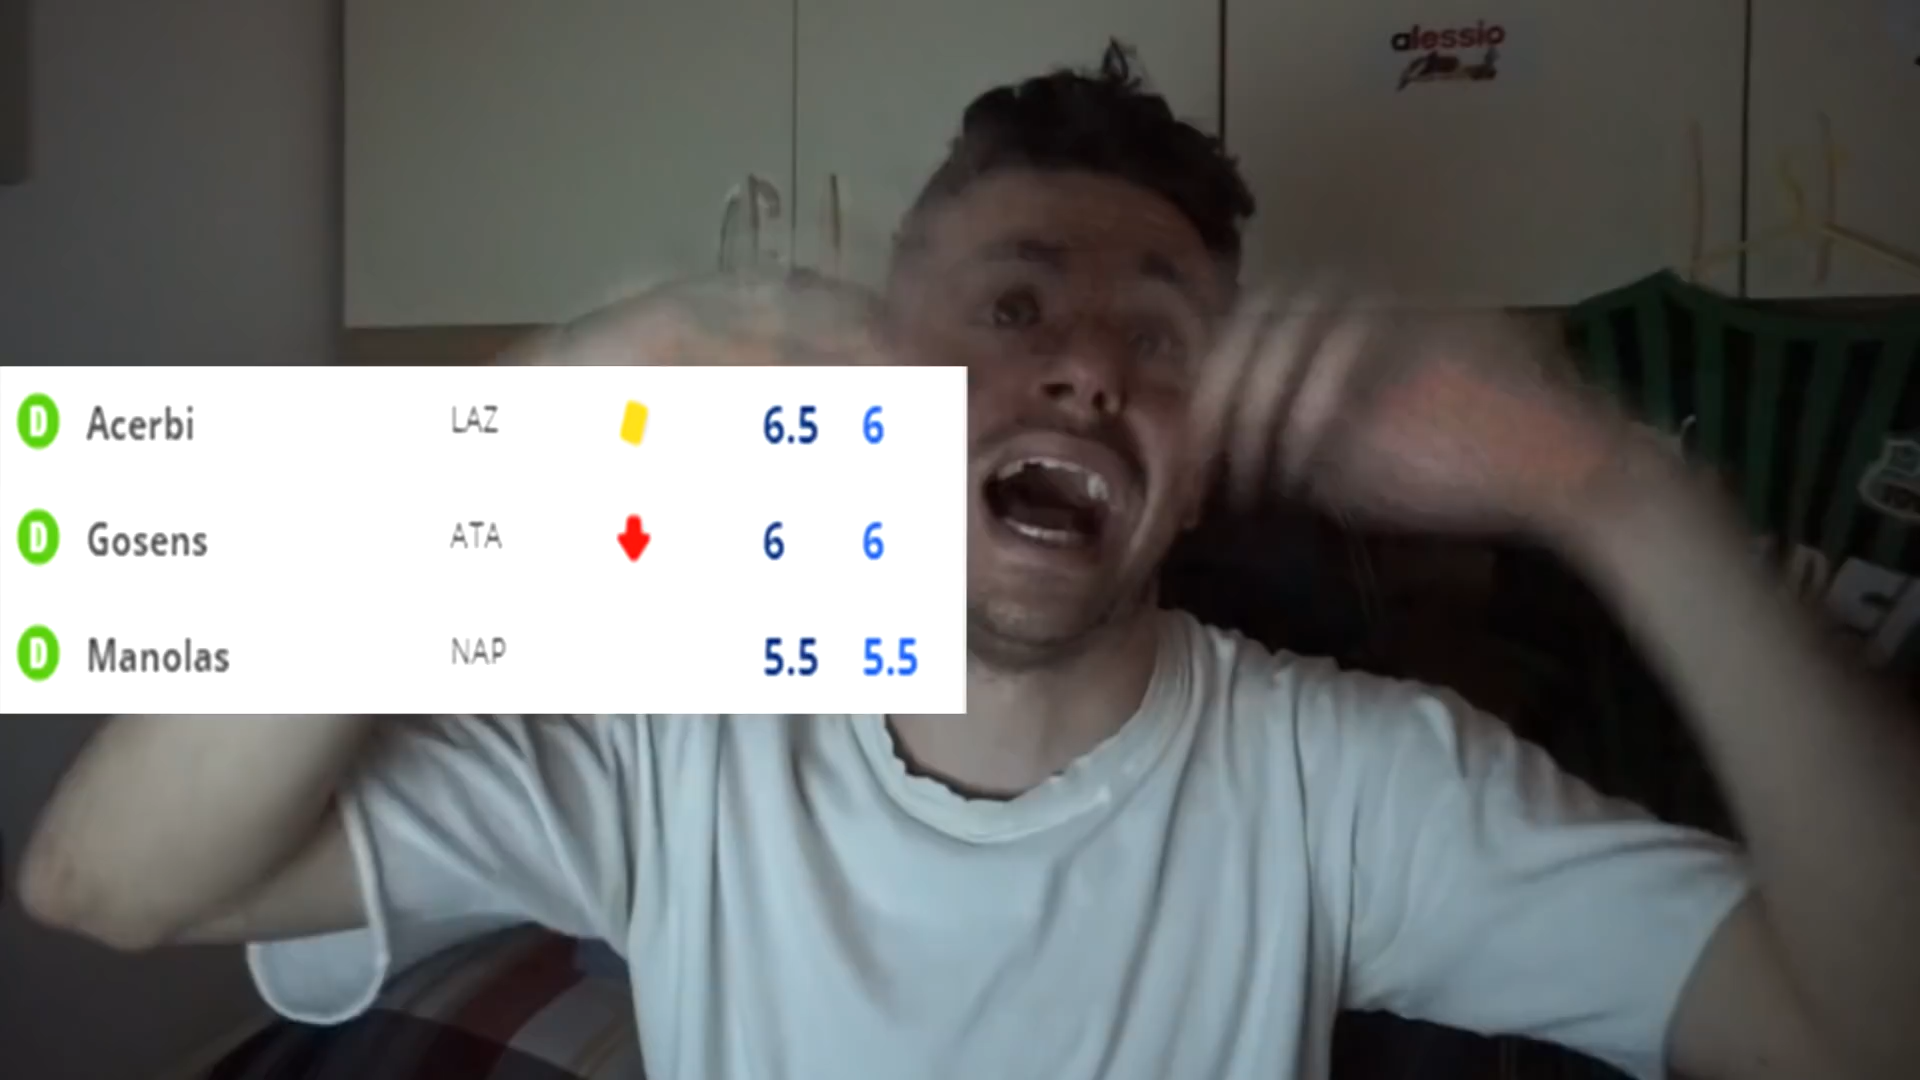 alessio
D Acerbi LAZ 6.5 6
D Gosens ATA 6 6
D Manolas NAP 5.5 5.5